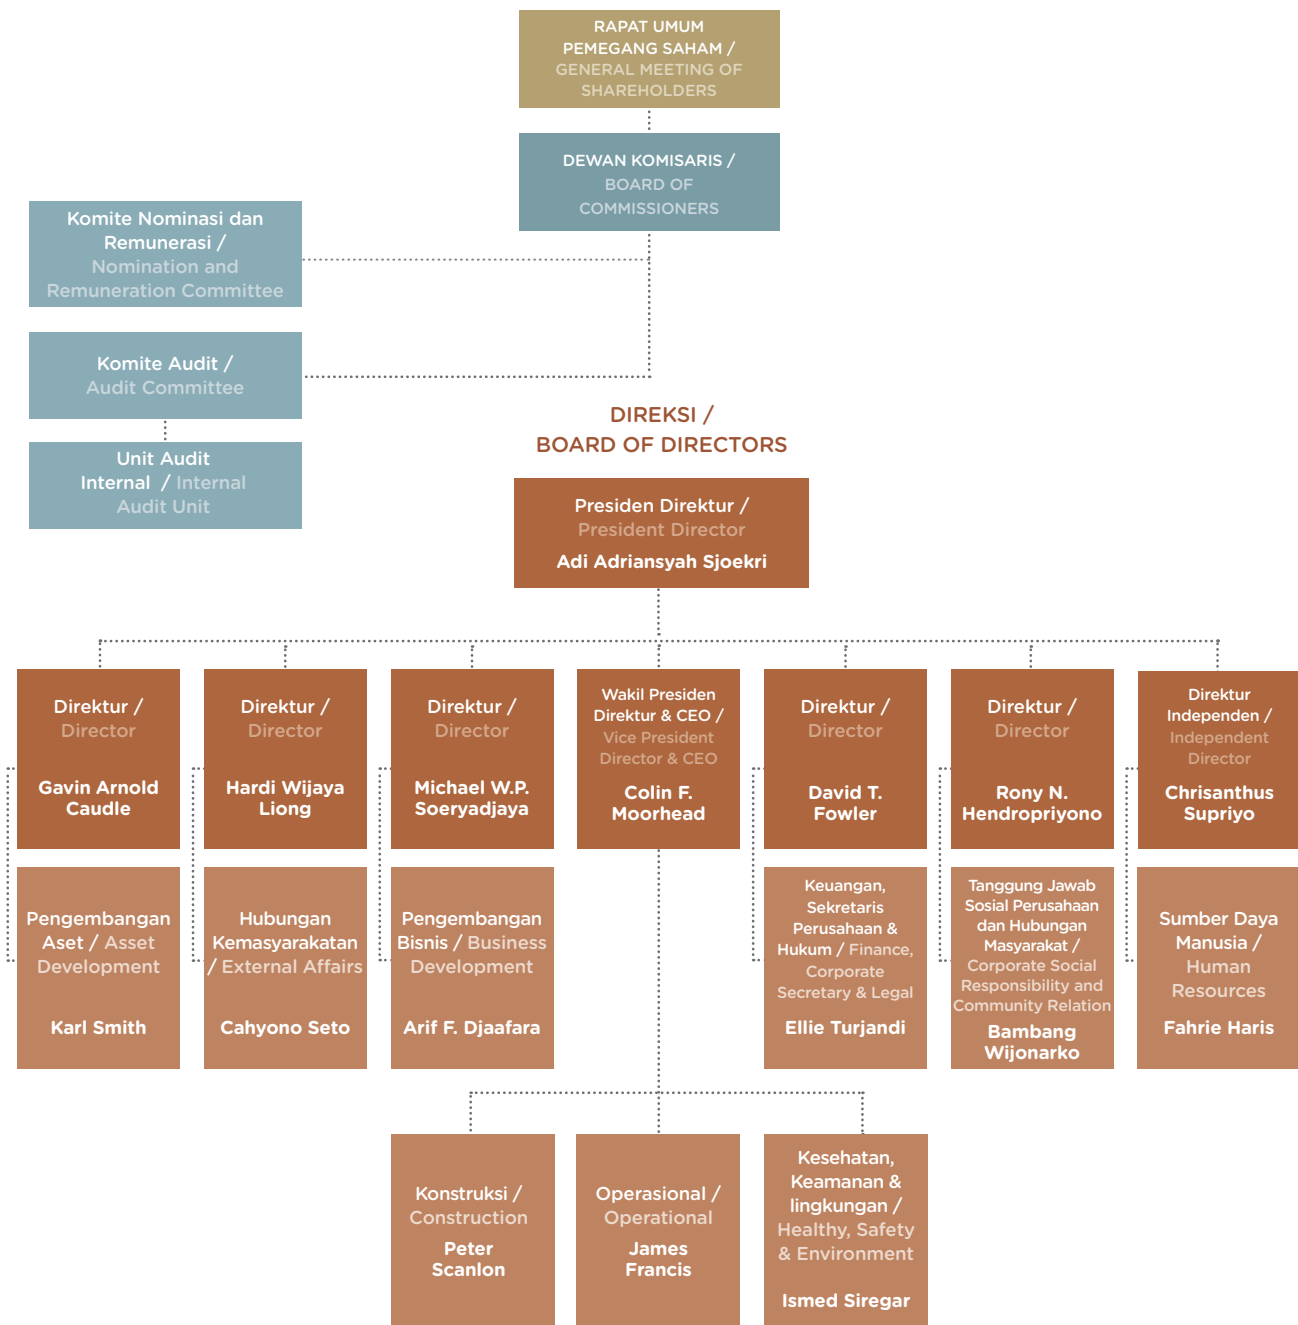 RAPAT UMUM
PEMEGANG SAHAM /
GENERAL MEETING OF
SHAREHOLDERS
DEWAN KOMISARIS /
BOARD OF
COMMISSIONERS
Komite Nominasi dan
Remunerasi /
Nomination and
Remuneration Committee
Komite Audit /
Audit Committee
Unit Audit
Internal / Internal
Audit Unit
DIREKSI /
BOARD OF DIRECTORS
Presiden Direktur /
President Director
Adi Adriansyah Sjoekri
Direktur /
Director
Gavin Arnold
Caudle
Direktur /
Director
Hardi Wijaya
Liong
Direktur /
Director
Michael W.P.
Soeryadjaya
Wakil Presiden
Direktur & CEO /
Vice President
Director & CEO
Colin F.
Moorhead
Direktur /
Director
David T.
Fowler
Direktur /
Director
Rony N.
Hendropriyono
Direktur
Independen /
Independent
Director
Chrisanthus
Supriyo
Pengembangan
Aset / Asset
Development
Karl Smith
Hubungan
Kemasyarakatan
/ External Affairs
Cahyono Seto
Pengembangan
Bisnis / Business
Development
Arif F. Djaafara
Keuangan,
Sekretaris
Perusahaan &
Hukum / Finance,
Corporate
Secretary & Legal
Ellie Turjandi
Tanggung Jawab
Sosial Perusahaan
dan Hubungan
Masyarakat /
Corporate Social
Responsibility and
Community Relation
Bambang
Wijonarko
Sumber Daya
Manusia /
Human
Resources
Fahrie Haris
Konstruksi /
Construction
Peter
Scanlon
Operasional /
Operational
James
Francis
Kesehatan,
Keamanan &
lingkungan /
Healthy, Safety
& Environment
Ismed Siregar